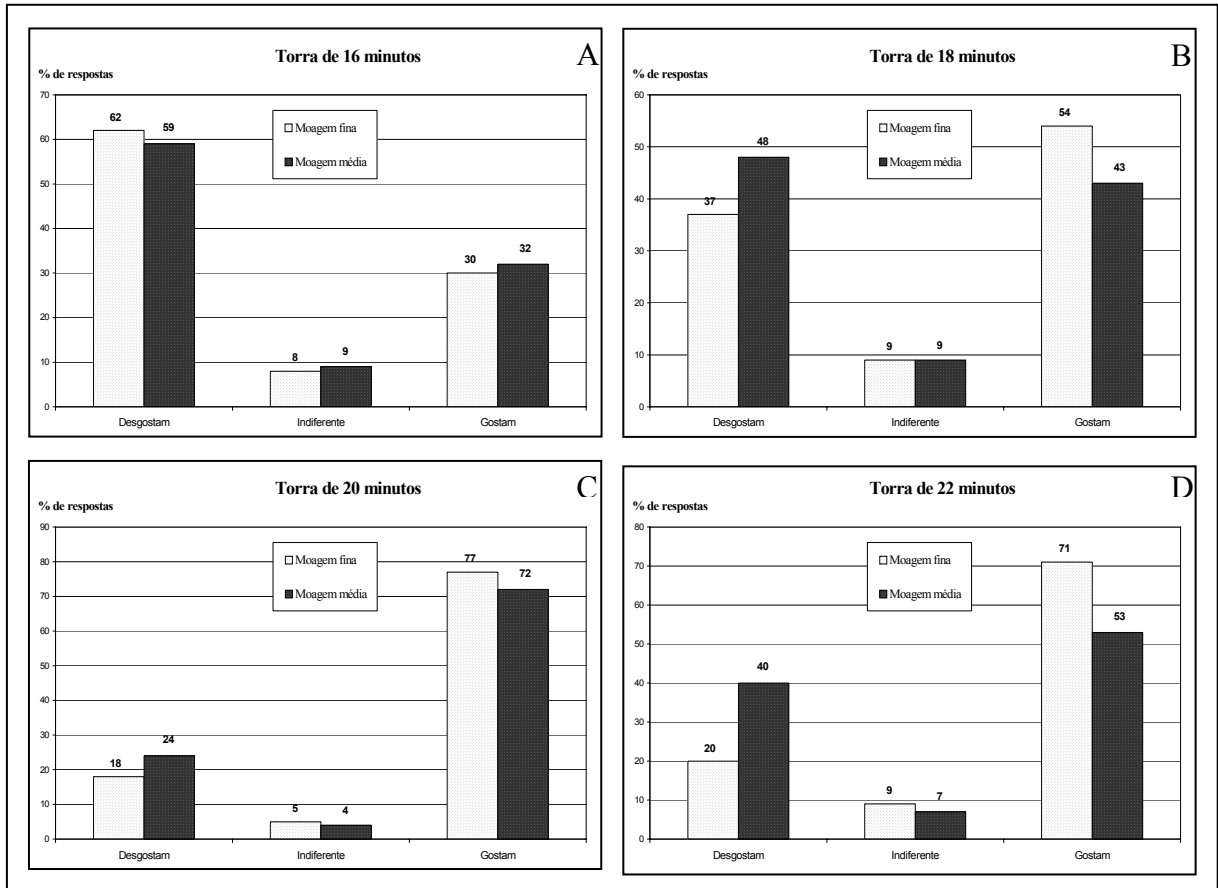 Torra de 16 minutos
A
% de respostas
70
60
50
40
30
20
10
0
62
59
8
9
30
32
Moagem fina
Moagem média
Desgostam
Indiferente
Gostam
Torra de 18 minutos
B
% de respostas
60
50
40
30
20
10
0
37
48
9
9
54
43
Moagem fina
Moagem média
Desgostam
Indiferente
Gostam
Torra de 20 minutos
C
% de respostas
90
80
70
60
50
40
30
20
10
0
18
24
5
4
77
72
Moagem fina
Moagem média
Desgostam
Indiferente
Gostam
Torra de 22 minutos
D
% de respostas
80
70
60
50
40
30
20
10
0
20
40
9
7
71
53
Moagem fina
Moagem média
Desgostam
Indiferente
Gostam